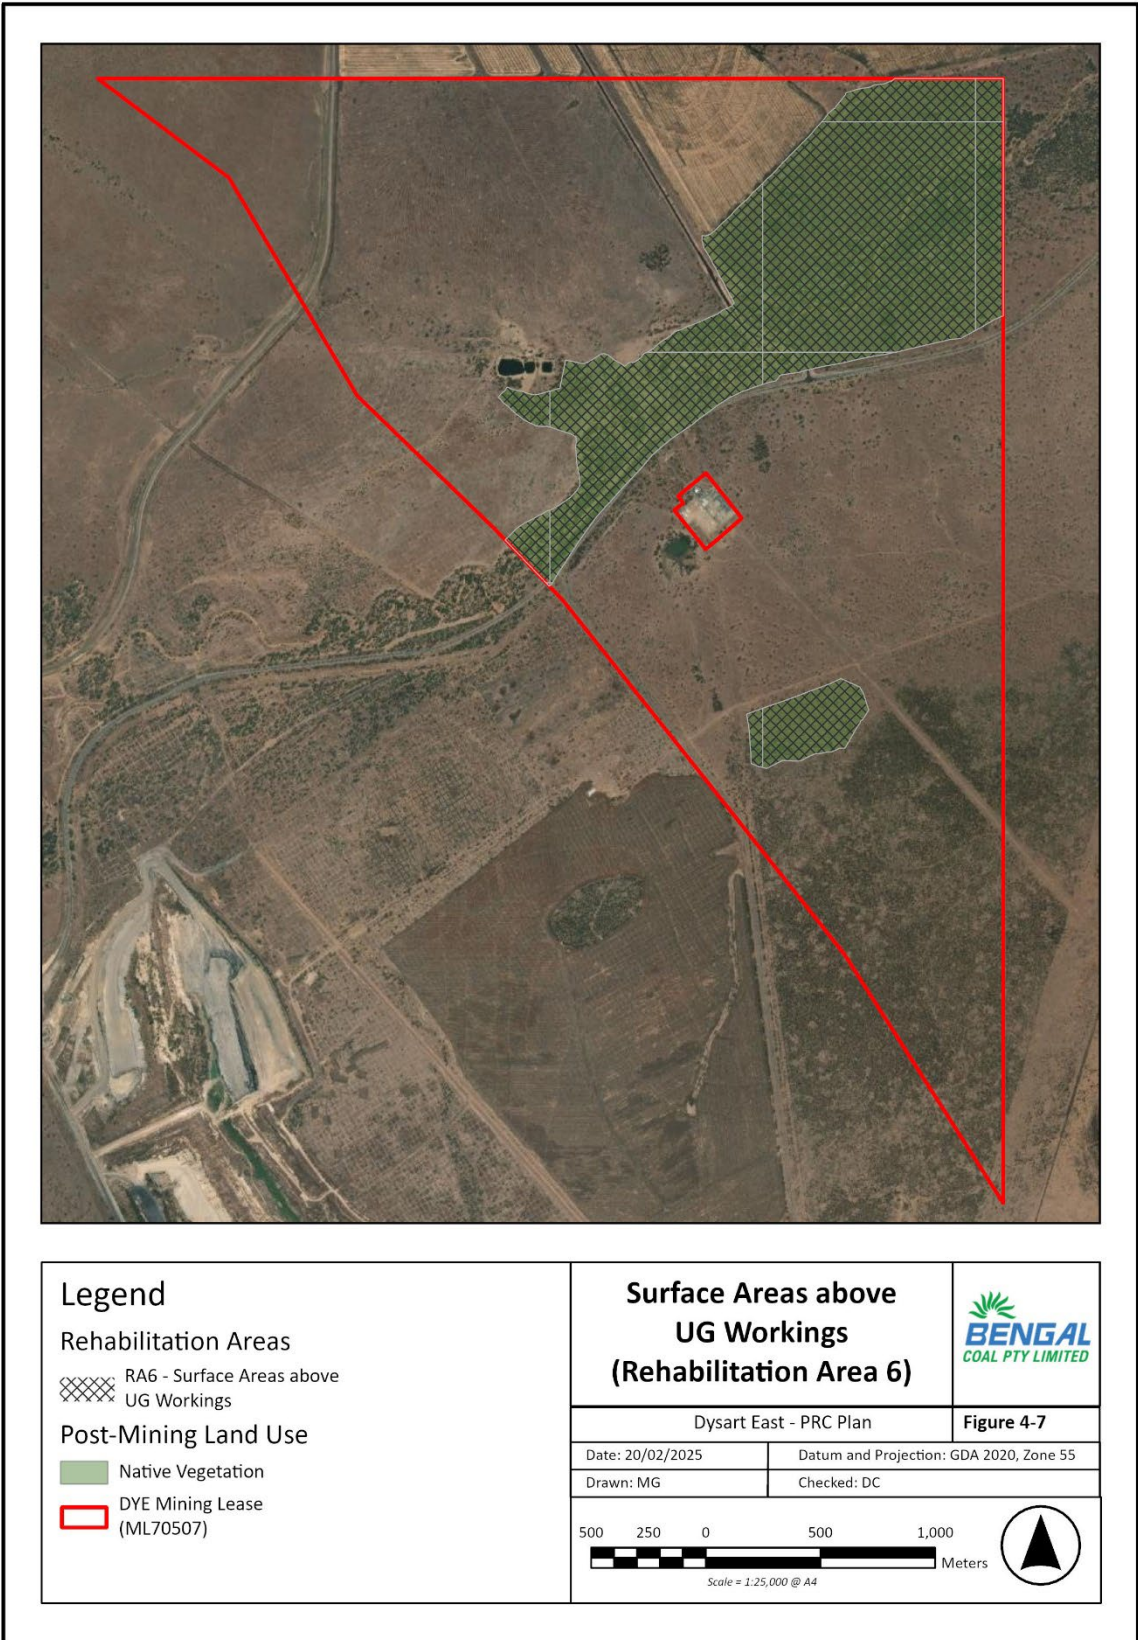 Legend
Rehabilitation Areas
RA6 - Surface Areas above
UG Workings
Post-Mining Land Use
Native Vegetation
DYE Mining Lease
(ML70507)
Surface Areas above
UG Workings
(Rehabilitation Area 6)
BENGAL
COAL PTY LIMITED
Dysart East - PRC Plan
Figure 4-7
Date: 20/02/2025
Datum and Projection: GDA 2020, Zone 55
Drawn: MG
Checked: DC
500 250 0 500 1,000
Meters
Scale = 1:25,000 @ A4